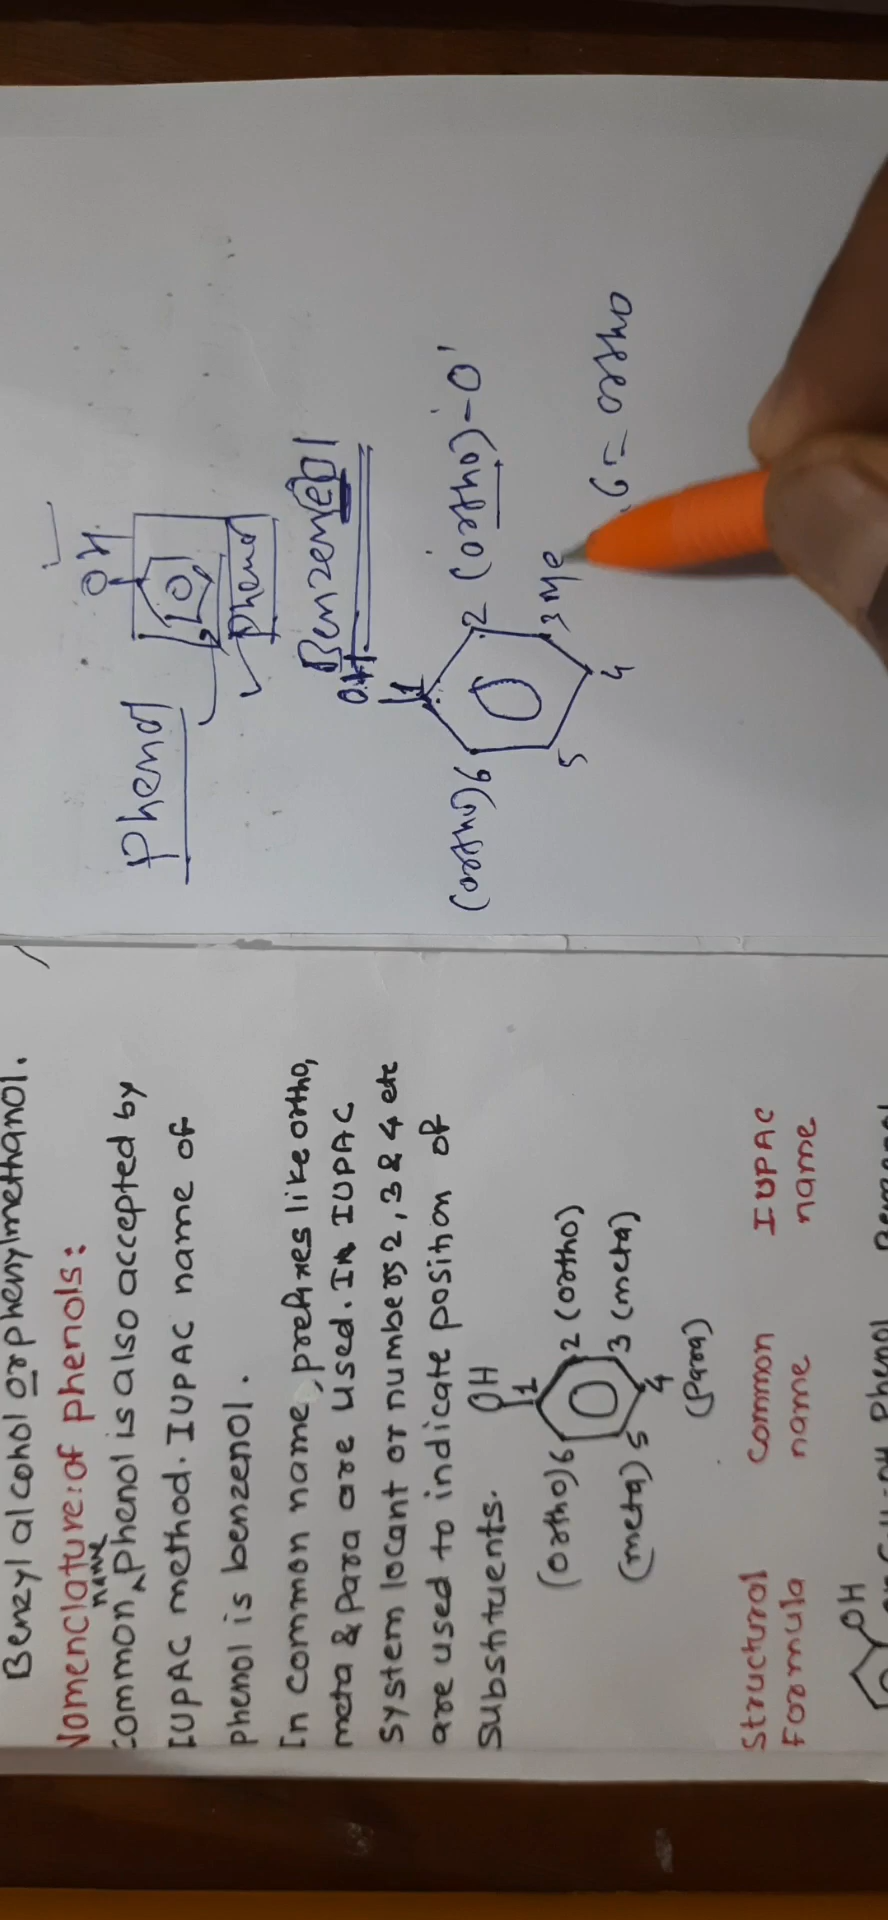 Benzyl alcohol or phenylmethanol.
Nomenclature: of phenols:
name
common Phenol is also accepted by
IUPAC method. IUPAC name of
phenol is benzenol.
In common name, prefixes like ortho,
meta & para are used. In IUPAC
system locant or numbers 2, 3 & 4 etc
are used to indicate position of
substituents.
OH
1
(ortho) 6
2 (ortho)
(meta) 5
3 (meta)
4
(para)
Structural formula
Common name
IUPAC name
OH
Phenol
Phenol
OH
Pheno
Benzenol
OH
1
(ortho) 6
2 (ortho) - O
5
3 Me
4
6 = ortho